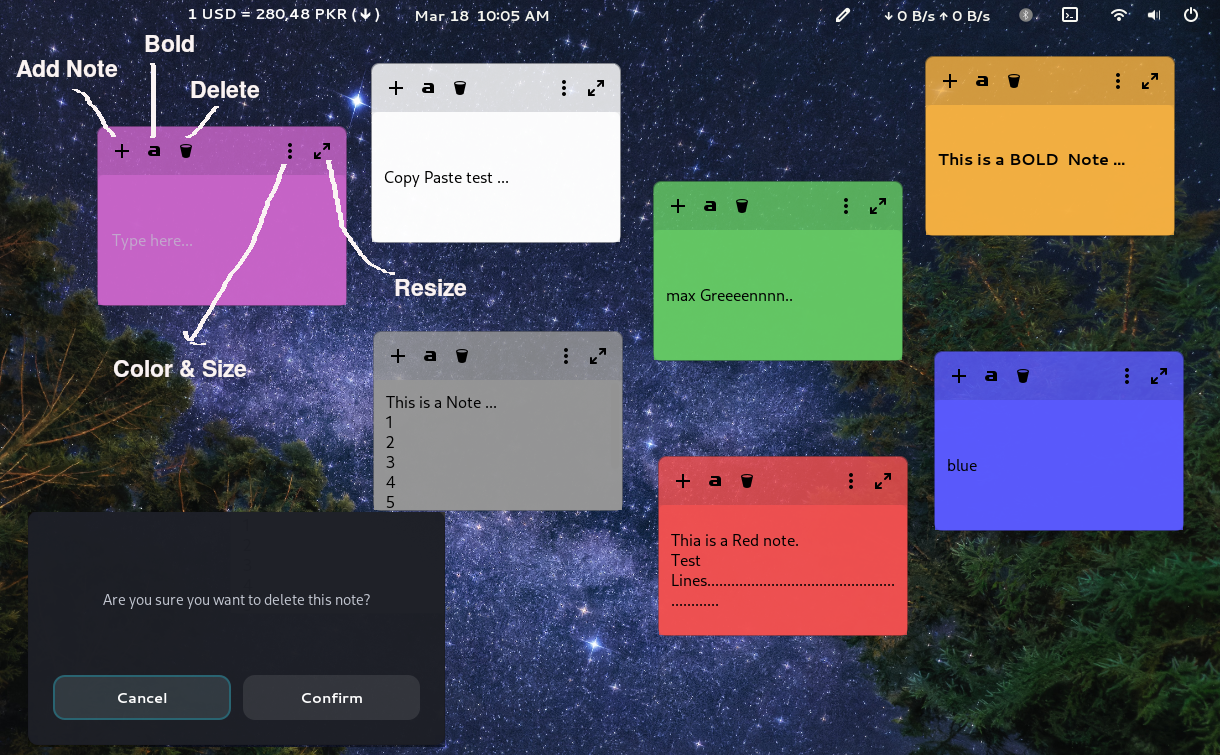 1 USD = 280,48 PKR (↓)
Mar 18 10:05 AM
↓ 0 B/s ↑ 0 B/s
Bold
Add Note
Delete
a
Type here...
Resize
Color & Size
a
Copy Paste test ...
a
This is a BOLD Note ...
a
max Greeeennnn..
a
This is a Note ...
1
2
3
4
5
a
blue
a
Thia is a Red note.
Test
Lines...............................................
............
Are you sure you want to delete this note?
Cancel
Confirm